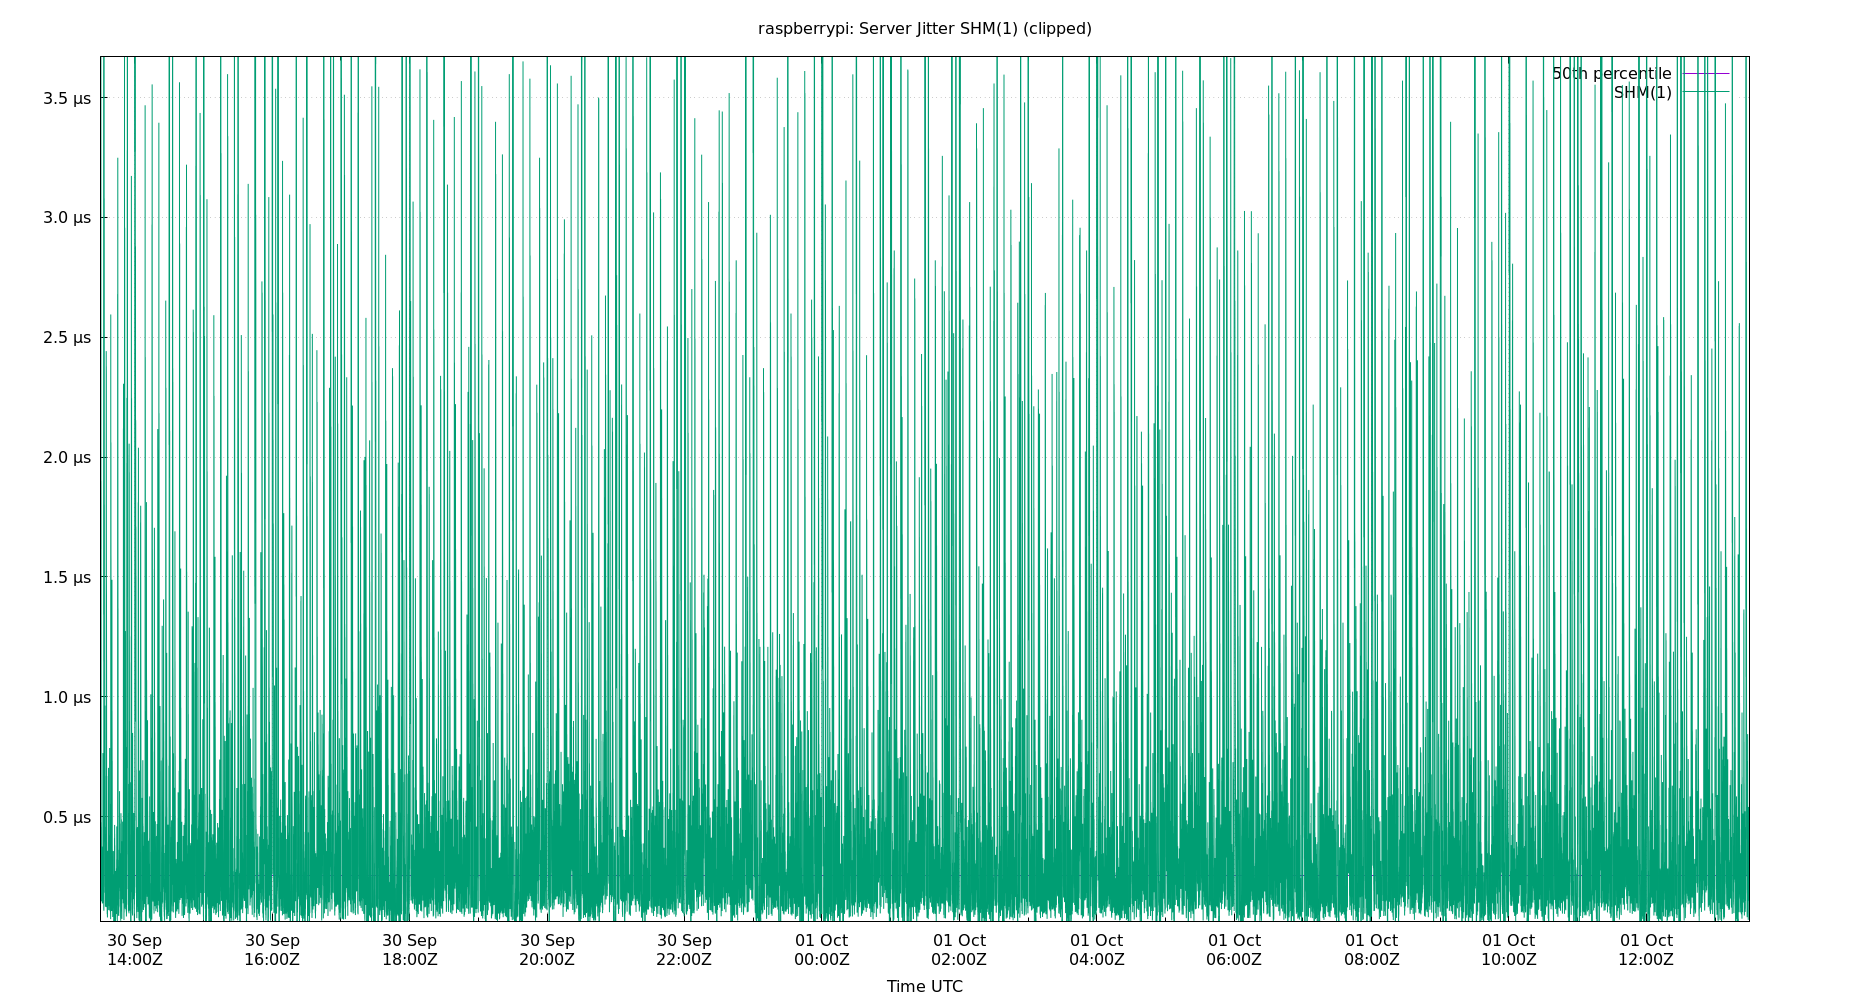 raspberrypi: Server Jitter SHM(1) (clipped)
50th percentile
SHM(1)
3.5 µs
3.0 µs
2.5 µs
2.0 µs
1.5 µs
1.0 µs
0.5 µs
30 Sep 30 Sep 30 Sep 30 Sep 30 Sep 01 Oct 01 Oct 01 Oct 01 Oct 01 Oct 01 Oct 01 Oct
14:00Z 16:00Z 18:00Z 20:00Z 22:00Z 00:00Z 02:00Z 04:00Z 06:00Z 08:00Z 10:00Z 12:00Z
Time UTC